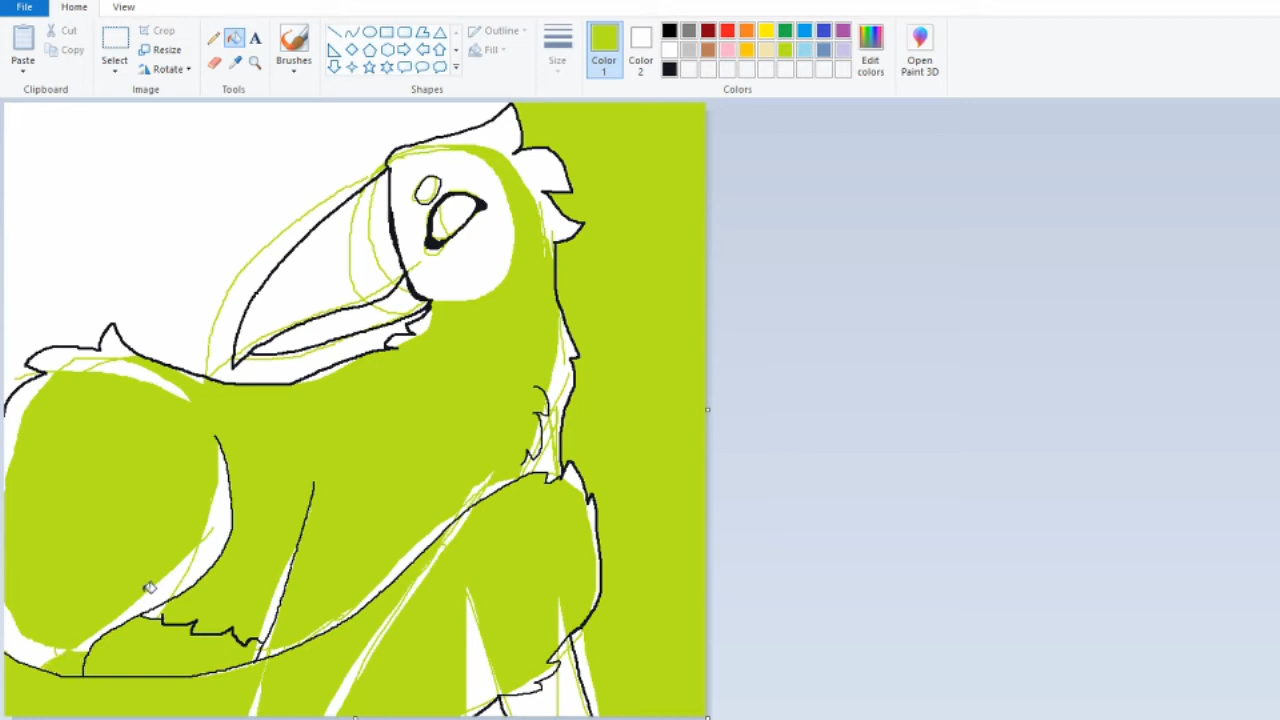 File Home View
Paste Cut Copy
Clipboard
Select Crop Resize Rotate
Image
A
Tools
Brushes
Outline Fill
Shapes
Size
Color 1 Color 2
Edit colors
Colors
Open Paint 3D